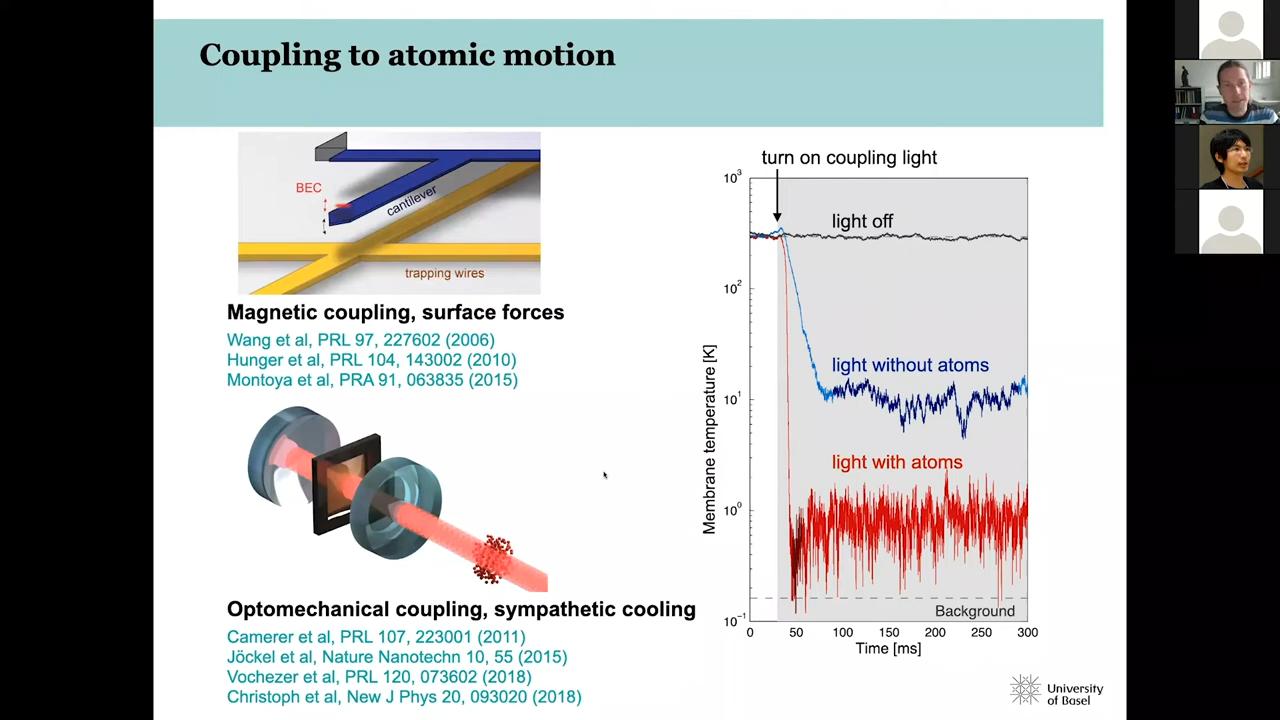 Coupling to atomic motion
BEC
cantilever
trapping wires
Magnetic coupling, surface forces
Wang et al, PRL 97, 227602 (2006)
Hunger et al, PRL 104, 143002 (2010)
Montoya et al, PRA 91, 063835 (2015)
Optomechanical coupling, sympathetic cooling
Camerer et al, PRL 107, 223001 (2011)
Jöckel et al, Nature Nanotechn 10, 55 (2015)
Vochezer et al, PRL 120, 073602 (2018)
Christoph et al, New J Phys 20, 093020 (2018)
turn on coupling light
10³
light off
10²
light without atoms
10¹
light with atoms
10⁰
Background
10⁻¹
Membrane temperature [K]
0 50 100 150 200 250 300
Time [ms]
University
of Basel